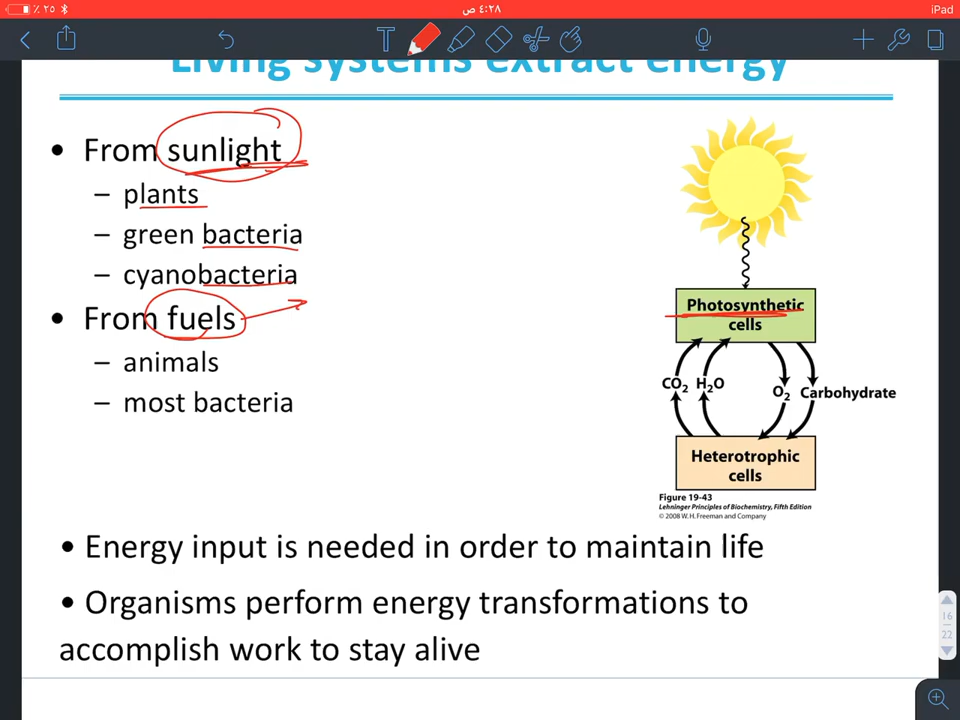 ٪ ٢٥
٤:٢٨ ص
iPad
T
Living systems extract energy
• From sunlight
– plants
– green bacteria
– cyanobacteria
• From fuels
– animals
– most bacteria
Photosynthetic
cells
CO₂ H₂O
O₂ Carbohydrate
Heterotrophic
cells
Figure 19-43
Lehninger Principles of Biochemistry, Fifth Edition
© 2008 W. H. Freeman and Company
• Energy input is needed in order to maintain life
• Organisms perform energy transformations to
accomplish work to stay alive
16
22